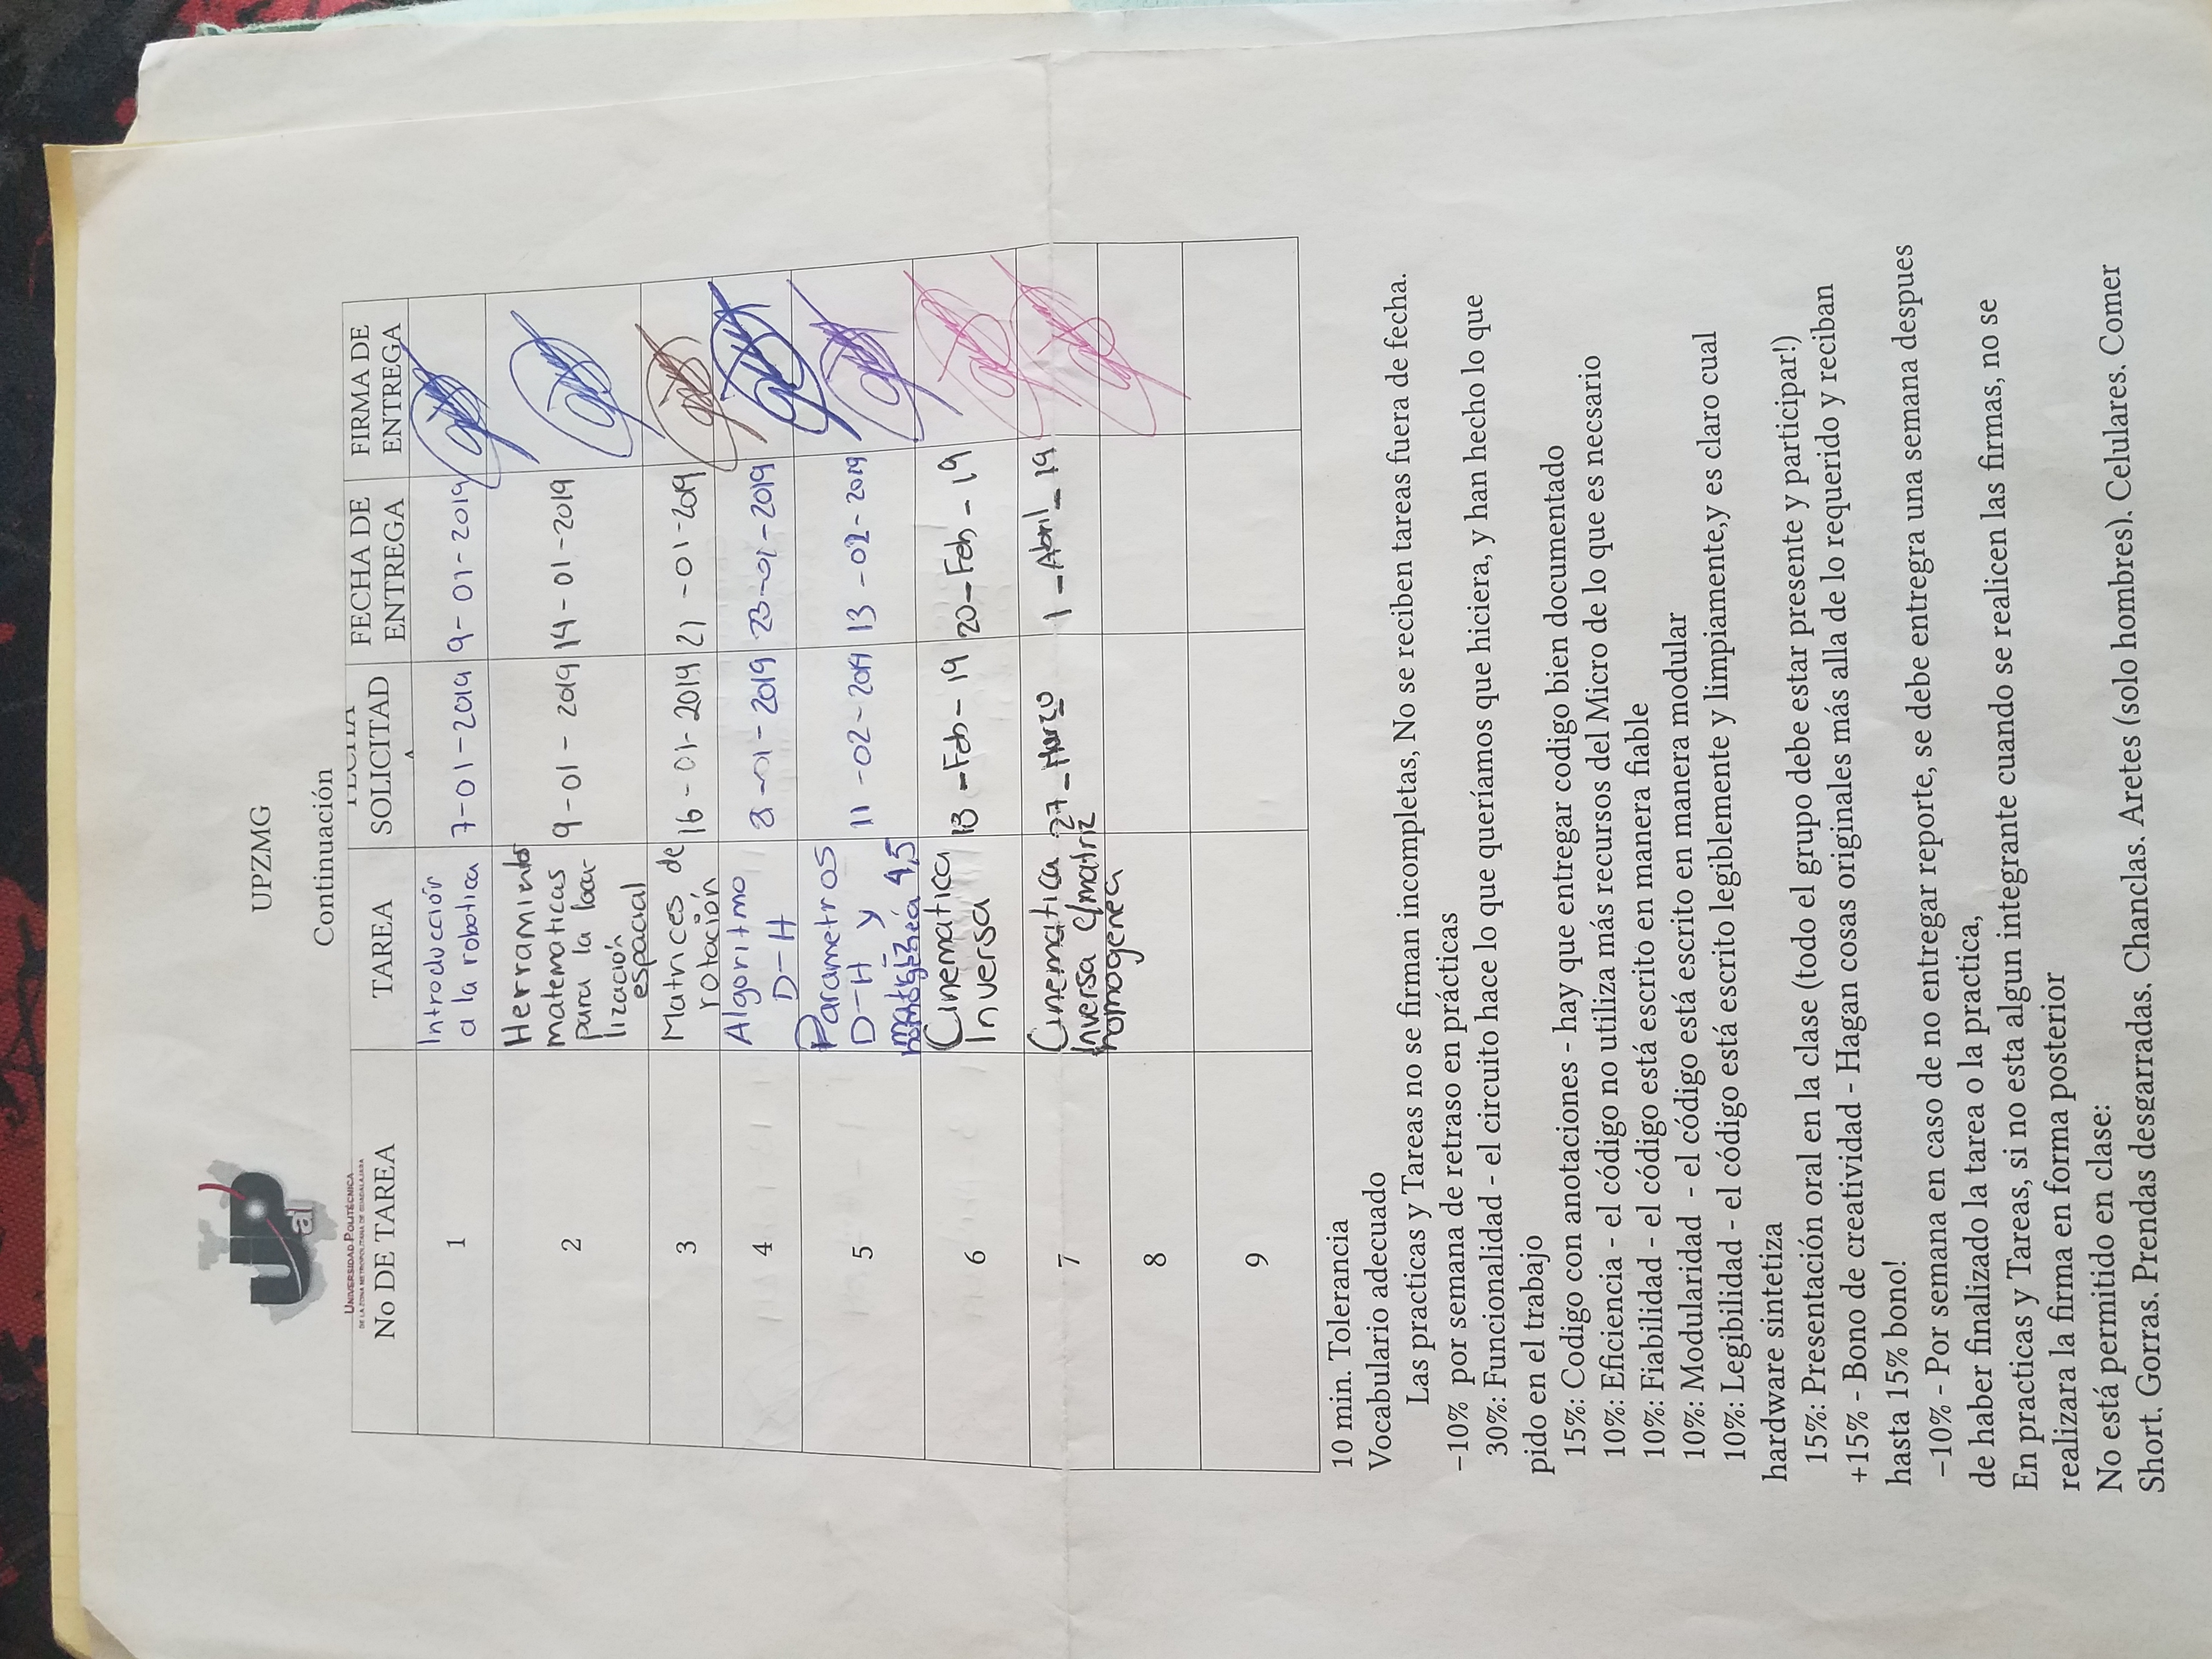 UPal
UNIVERSIDAD POLITÉCNICA
DE LA ZONA METROPOLITANA DE GUADALAJARA
UPZMG
Continuación
No DE TAREA TAREA FECHA SOLICITADA FECHA DE ENTREGA FIRMA DE ENTREGA
1 Introducción a la robotica 7-01-2019 9-01-2019
2 Herramientas matematicas para la loca-lización espacial 9-01-2019 14-01-2019
3 Matrices de rotación 16-01-2019 21-01-2019
4 Algoritmo D-H -01-2019 23-01-2019
5 Parametros D-H y matriz homogenea 4,5 11-02-2019 13-02-2019
6 Cinematica Inversa 13-Feb-19 20-Feb-19
7 Cinematica Inversa c/matriz homogenea 27-Marzo 1-Abril-19
8
9
10 min. Tolerancia
Vocabulario adecuado
Las practicas y Tareas no se firman incompletas, No se reciben tareas fuera de fecha.
−10% por semana de retraso en prácticas
30%: Funcionalidad - el circuito hace lo que queríamos que hiciera, y han hecho lo que
pido en el trabajo
15%: Codigo con anotaciones - hay que entregar codigo bien documentado
10%: Eficiencia - el código no utiliza más recursos del Micro de lo que es necsario
10%: Fiabilidad - el código está escrito en manera fiable
10%: Modularidad - el código está escrito en manera modular
10%: Legibilidad - el código está escrito legiblemente y limpiamente,y es claro cual
hardware sintetiza
15%: Presentación oral en la clase (todo el grupo debe estar presente y participar!)
+15% - Bono de creatividad - Hagan cosas originales más alla de lo requerido y reciban
hasta 15% bono!
−10% - Por semana en caso de no entregar reporte, se debe entregra una semana despues
de haber finalizado la tarea o la practica,
En practicas y Tareas, si no esta algun integrante cuando se realicen las firmas, no se
realizara la firma en forma posterior
No está permitido en clase:
Short, Gorras, Prendas desgarradas, Chanclas, Aretes (solo hombres), Celulares, Comer